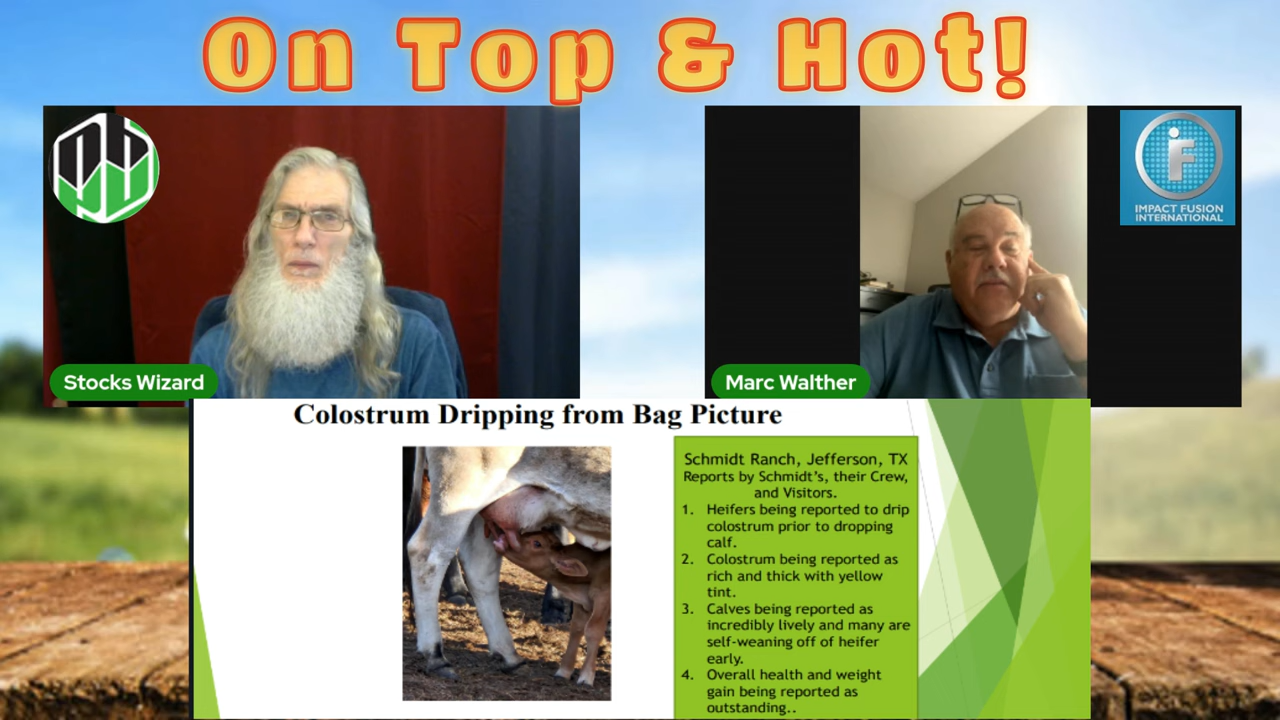 On Top & Hot!
IMPACT FUSION
INTERNATIONAL
Stocks Wizard
Marc Walther
Colostrum Dripping from Bag Picture
Schmidt Ranch, Jefferson, TX
Reports by Schmidt's, their Crew,
and Visitors.
1. Heifers being reported to drip
colostrum prior to dropping
calf.
2. Colostrum being reported as
rich and thick with yellow
tint.
3. Calves being reported as
incredibly lively and many are
self-weaning off of heifer
early.
4. Overall health and weight
gain being reported as
outstanding..